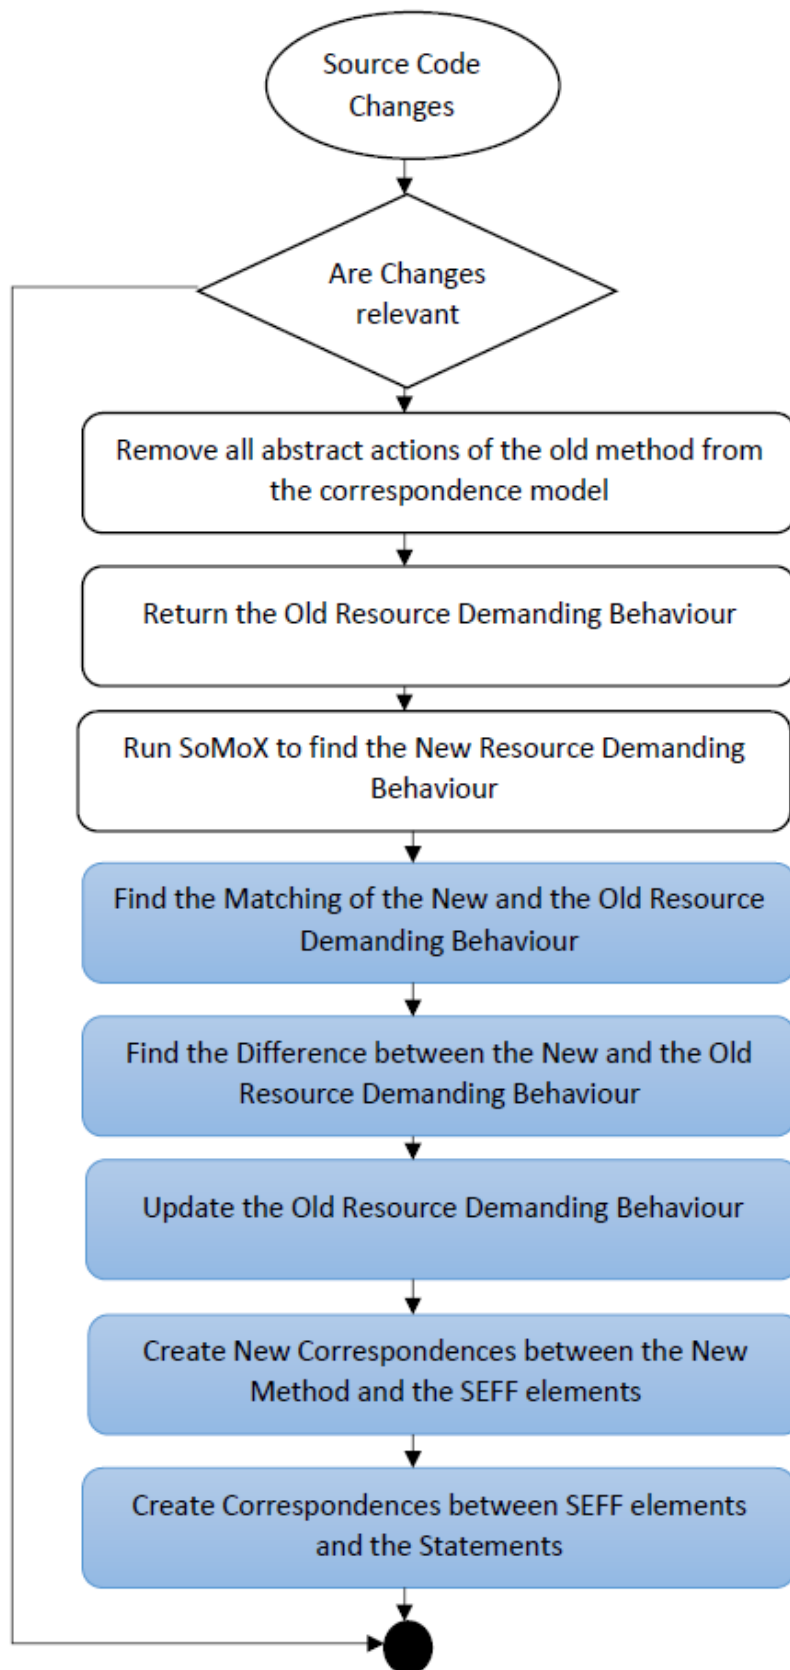 Source Code
Changes
Are Changes
relevant
Remove all abstract actions of the old method from
the correspondence model
Return the Old Resource Demanding Behaviour
Run SoMoX to find the New Resource Demanding
Behaviour
Find the Matching of the New and the Old Resource
Demanding Behaviour
Find the Difference between the New and the Old
Resource Demanding Behaviour
Update the Old Resource Demanding Behaviour
Create New Correspondences between the New
Method and the SEFF elements
Create Correspondences between SEFF elements
and the Statements